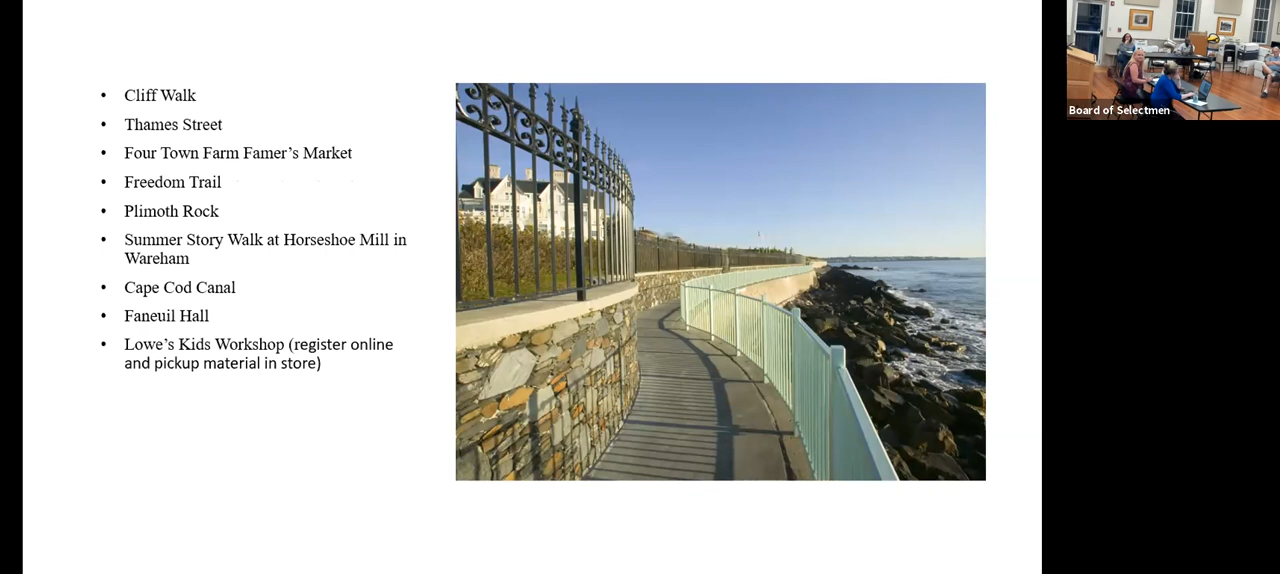 • Cliff Walk
• Thames Street
• Four Town Farm Famer's Market
• Freedom Trail
• Plimoth Rock
• Summer Story Walk at Horseshoe Mill in
Wareham
• Cape Cod Canal
• Faneuil Hall
• Lowe's Kids Workshop (register online
and pickup material in store)
Board of Selectmen